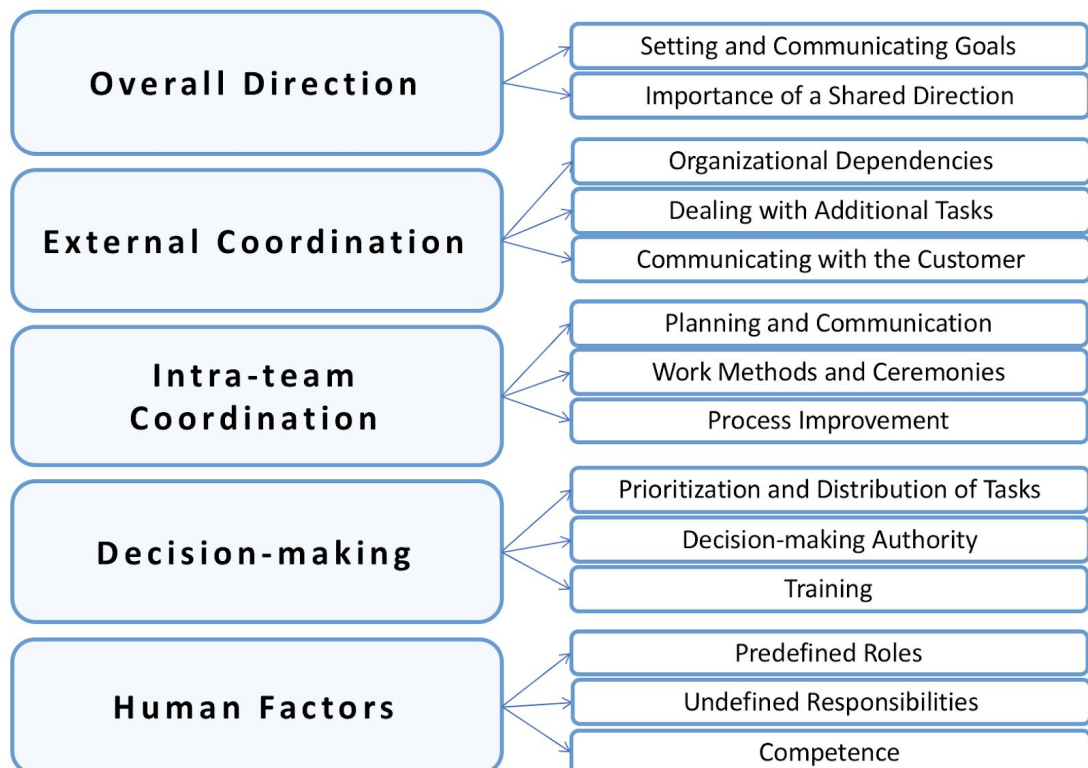 Overall Direction
Setting and Communicating Goals
Importance of a Shared Direction
External Coordination
Organizational Dependencies
Dealing with Additional Tasks
Communicating with the Customer
Intra-team
Coordination
Planning and Communication
Work Methods and Ceremonies
Process Improvement
Decision-making
Prioritization and Distribution of Tasks
Decision-making Authority
Training
Human Factors
Predefined Roles
Undefined Responsibilities
Competence